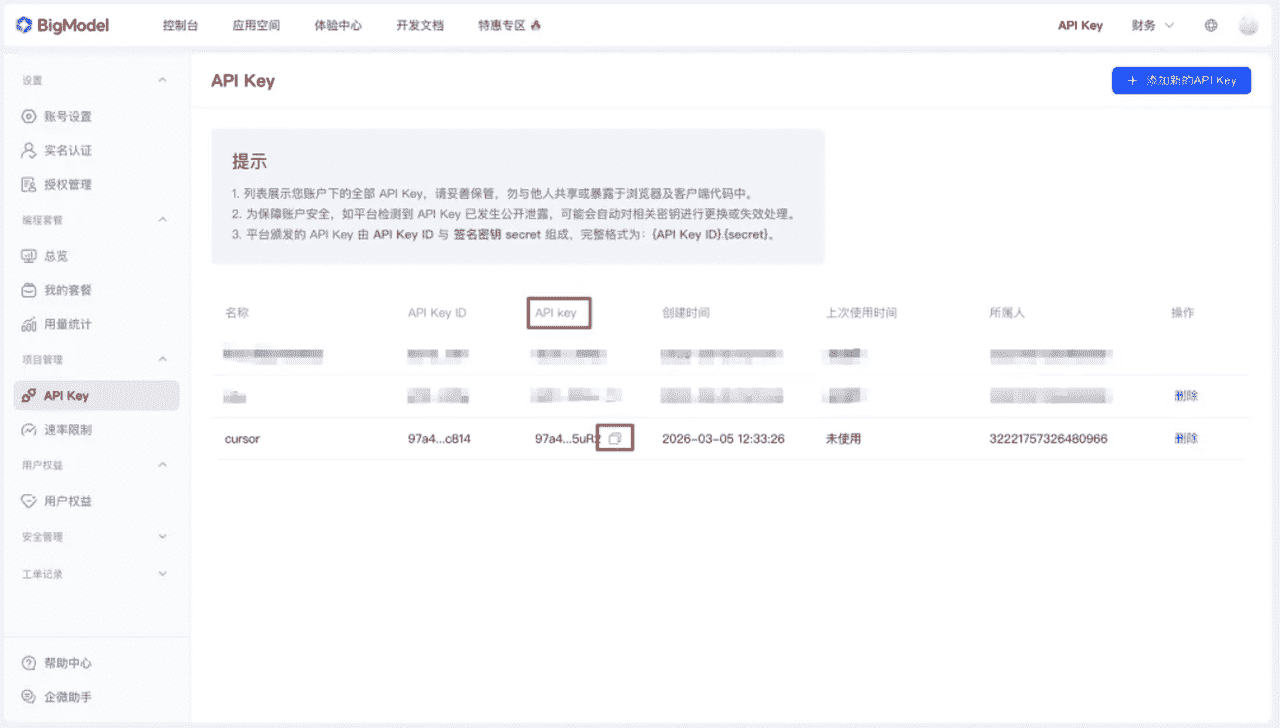 BigModel
控制台 应用空间 体验中心 开发文档 特惠专区 API Key 财务
设置
账号设置
实名认证
授权管理
编程套餐
总览
我的套餐
用量统计
项目管理
API Key
速率限制
用户权益
用户权益
安全管理
工单记录
帮助中心
企微助手
API Key
+ 添加新的API Key
提示
1. 列表展示您账户下的全部 API Key，请妥善保管，勿与他人共享或暴露于浏览器及客户端代码中。
2. 为保障账户安全，如平台检测到 API Key 已发生公开泄露，可能会自动对相关密钥进行更换或失效处理。
3. 平台颁发的 API Key 由 API Key ID 与 签名密钥 secret 组成，完整格式为：{API Key ID}.{secret}。
名称 API Key ID API key 创建时间 上次使用时间 所属人 操作
删除
cursor 97a4...c814 97a4...5uR2 2026-03-05 12:33:26 未使用 32221757326480966 删除